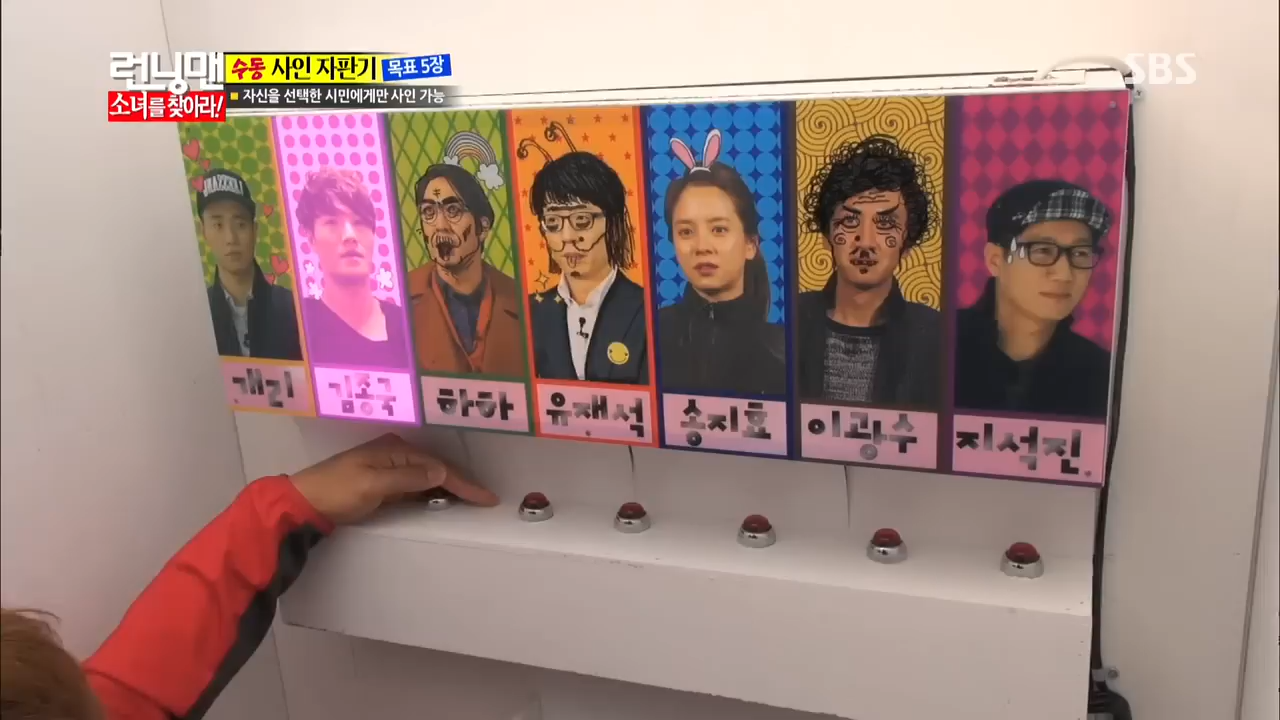 런닝맨
소녀를 찾아라!
수동 사인 자판기 목표 5장
자신을 선택한 시민에게만 사인 가능
SBS
개리
김종국
하하
유재석
송지효
이광수
지석진